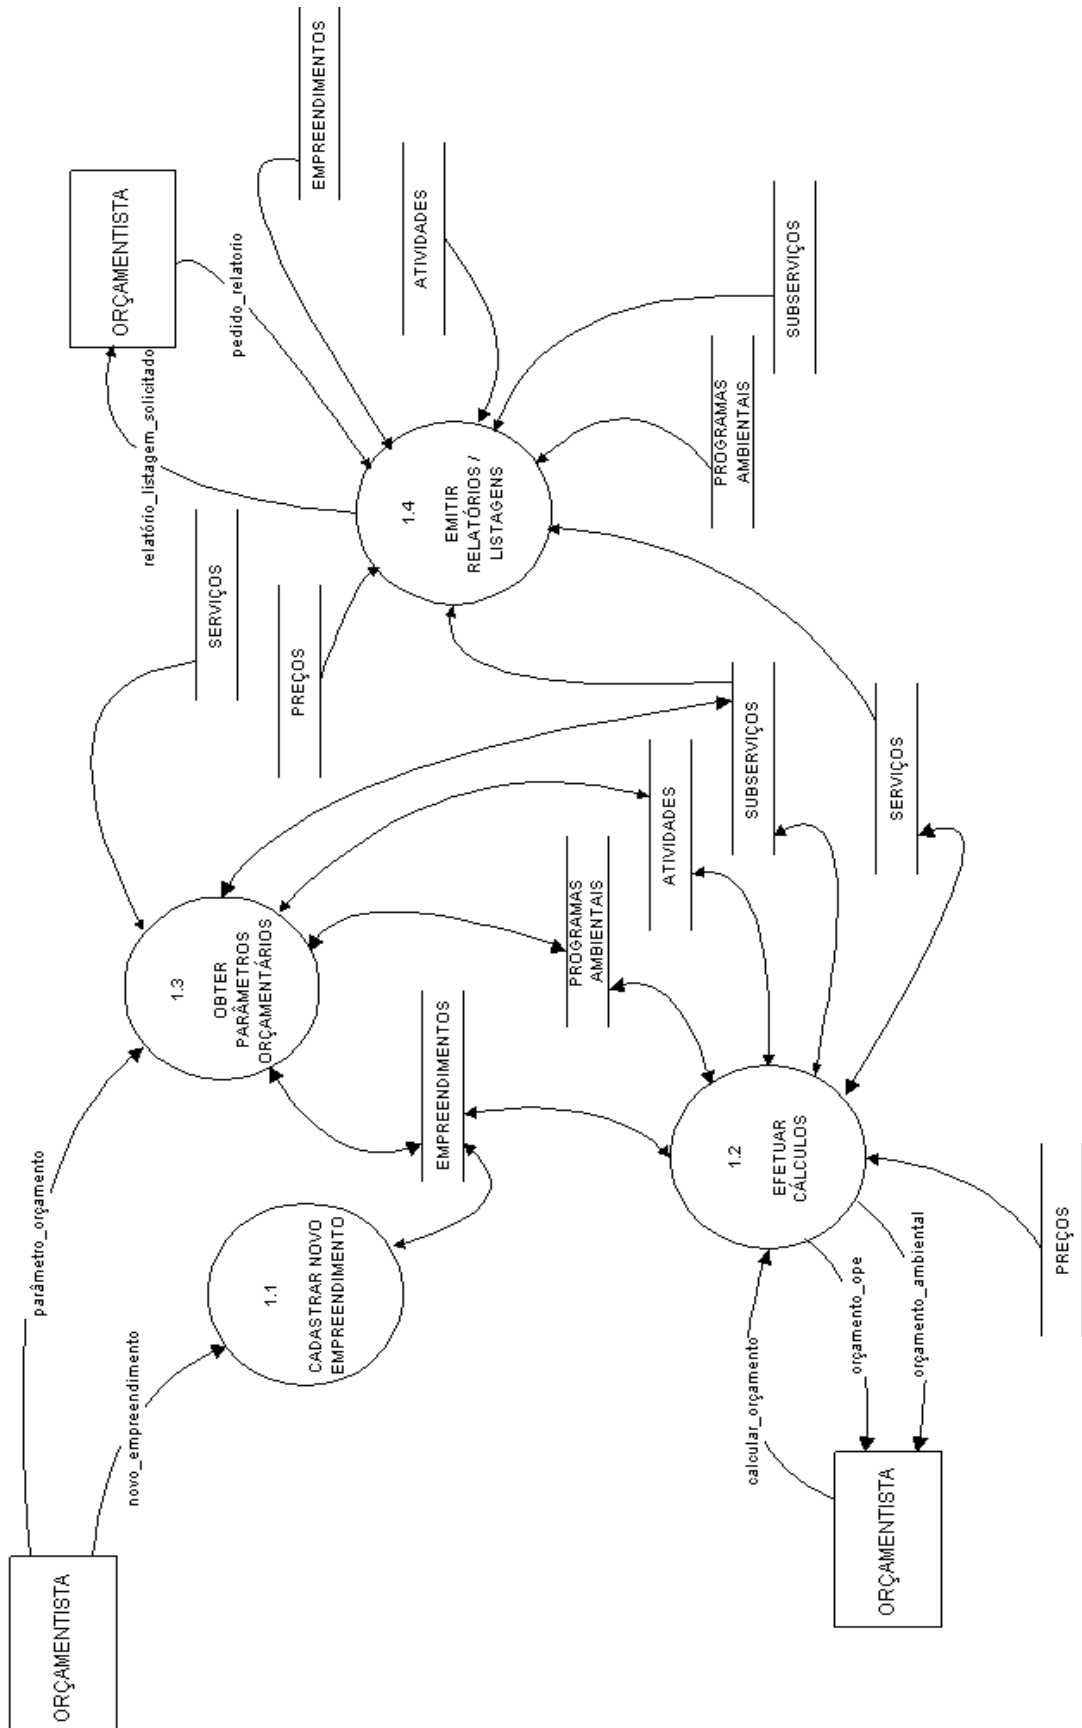 ORÇAMENTISTA
parâmetro_orçamento
novo_empreendimento
1.1
CADASTRAR NOVO
EMPREENDIMENTO
1.3
OBTER
PARÂMETROS
ORÇAMENTÁRIOS
SERVIÇOS
PREÇOS
relatório_listagem_solicitado
ORÇAMENTISTA
pedido_relatorio
EMPREENDIMENTOS
ATIVIDADES
SUBSERVIÇOS
PROGRAMAS
AMBIENTAIS
1.4
EMITIR
RELATÓRIOS /
LISTAGENS
EMPREENDIMENTOS
PROGRAMAS
AMBIENTAIS
ATIVIDADES
SUBSERVIÇOS
SERVIÇOS
1.2
EFETUAR
CÁLCULOS
calcular_orçamento
orçamento_ope
orçamento_ambiental
ORÇAMENTISTA
PREÇOS